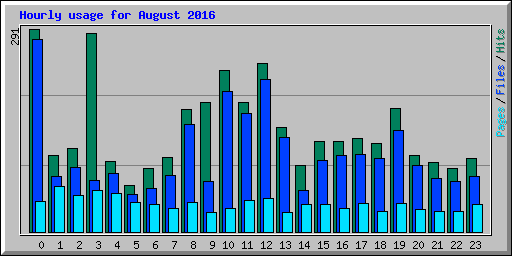 Hourly usage for August 2016
291
Pages/Files/Hits
0 1 2 3 4 5 6 7 8 9 10 11 12 13 14 15 16 17 18 19 20 21 22 23